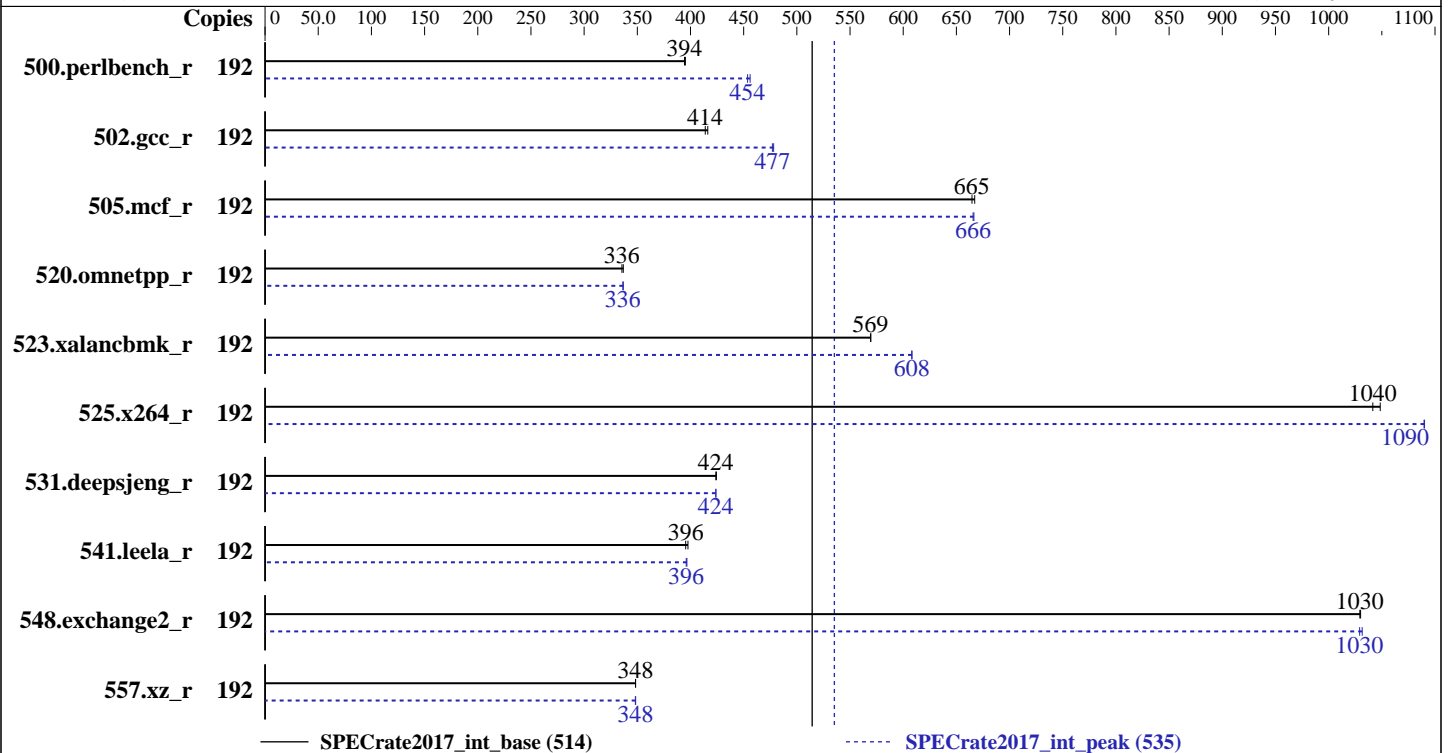 Copies 0 50.0 100 150 200 250 300 350 400 450 500 550 600 650 700 750 800 850 900 950 1000 1100
500.perlbench_r 192 394
454
502.gcc_r 192 414
477
505.mcf_r 192 665
666
520.omnetpp_r 192 336
336
523.xalancbmk_r 192 569
608
525.x264_r 192 1040
1090
531.deepsjeng_r 192 424
424
541.leela_r 192 396
396
548.exchange2_r 192 1030
1030
557.xz_r 192 348
348
SPECrate2017_int_base (514) SPECrate2017_int_peak (535)